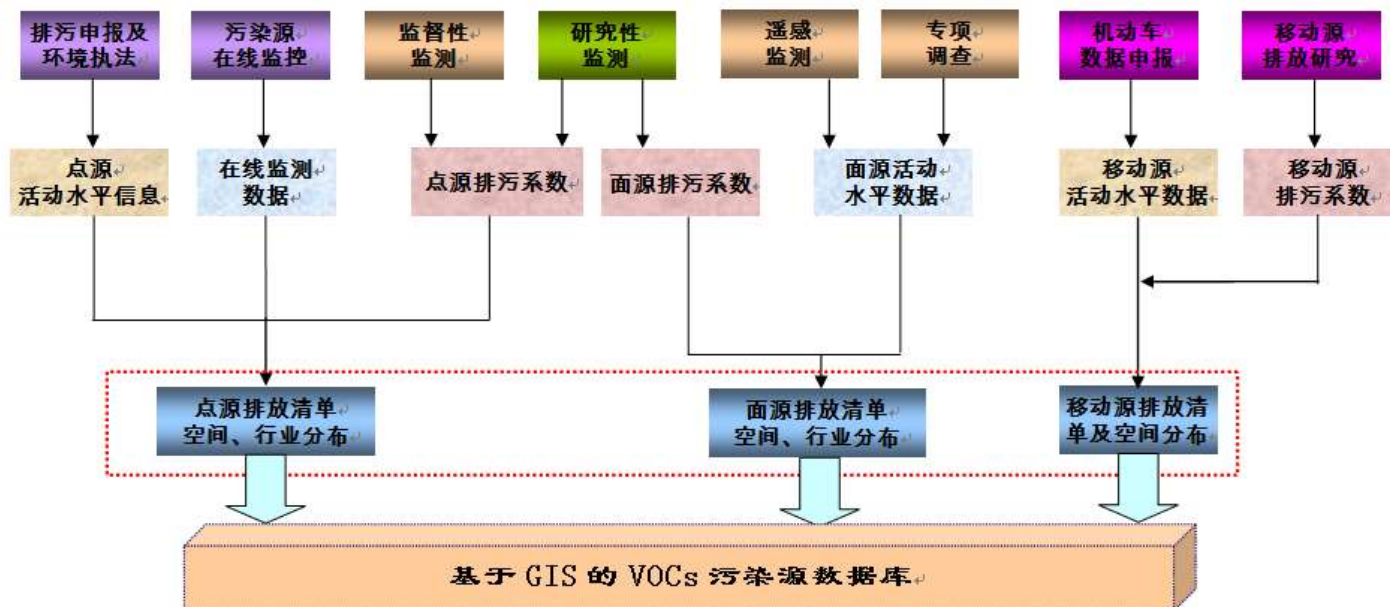 排污申报及
环境执法
污染源
在线监控
监督性
监测
研究性
监测
遥感
监测
专项
调查
机动车
数据申报
移动源
排放研究
点源
活动水平信息
在线监测
数据
点源排污系数
面源排污系数
面源活动
水平数据
移动源
活动水平数据
移动源
排污系数
点源排放清单
空间、行业分布
面源排放清单
空间、行业分布
移动源排放清
单及空间分布
基于 GIS 的 VOCs 污染源数据库